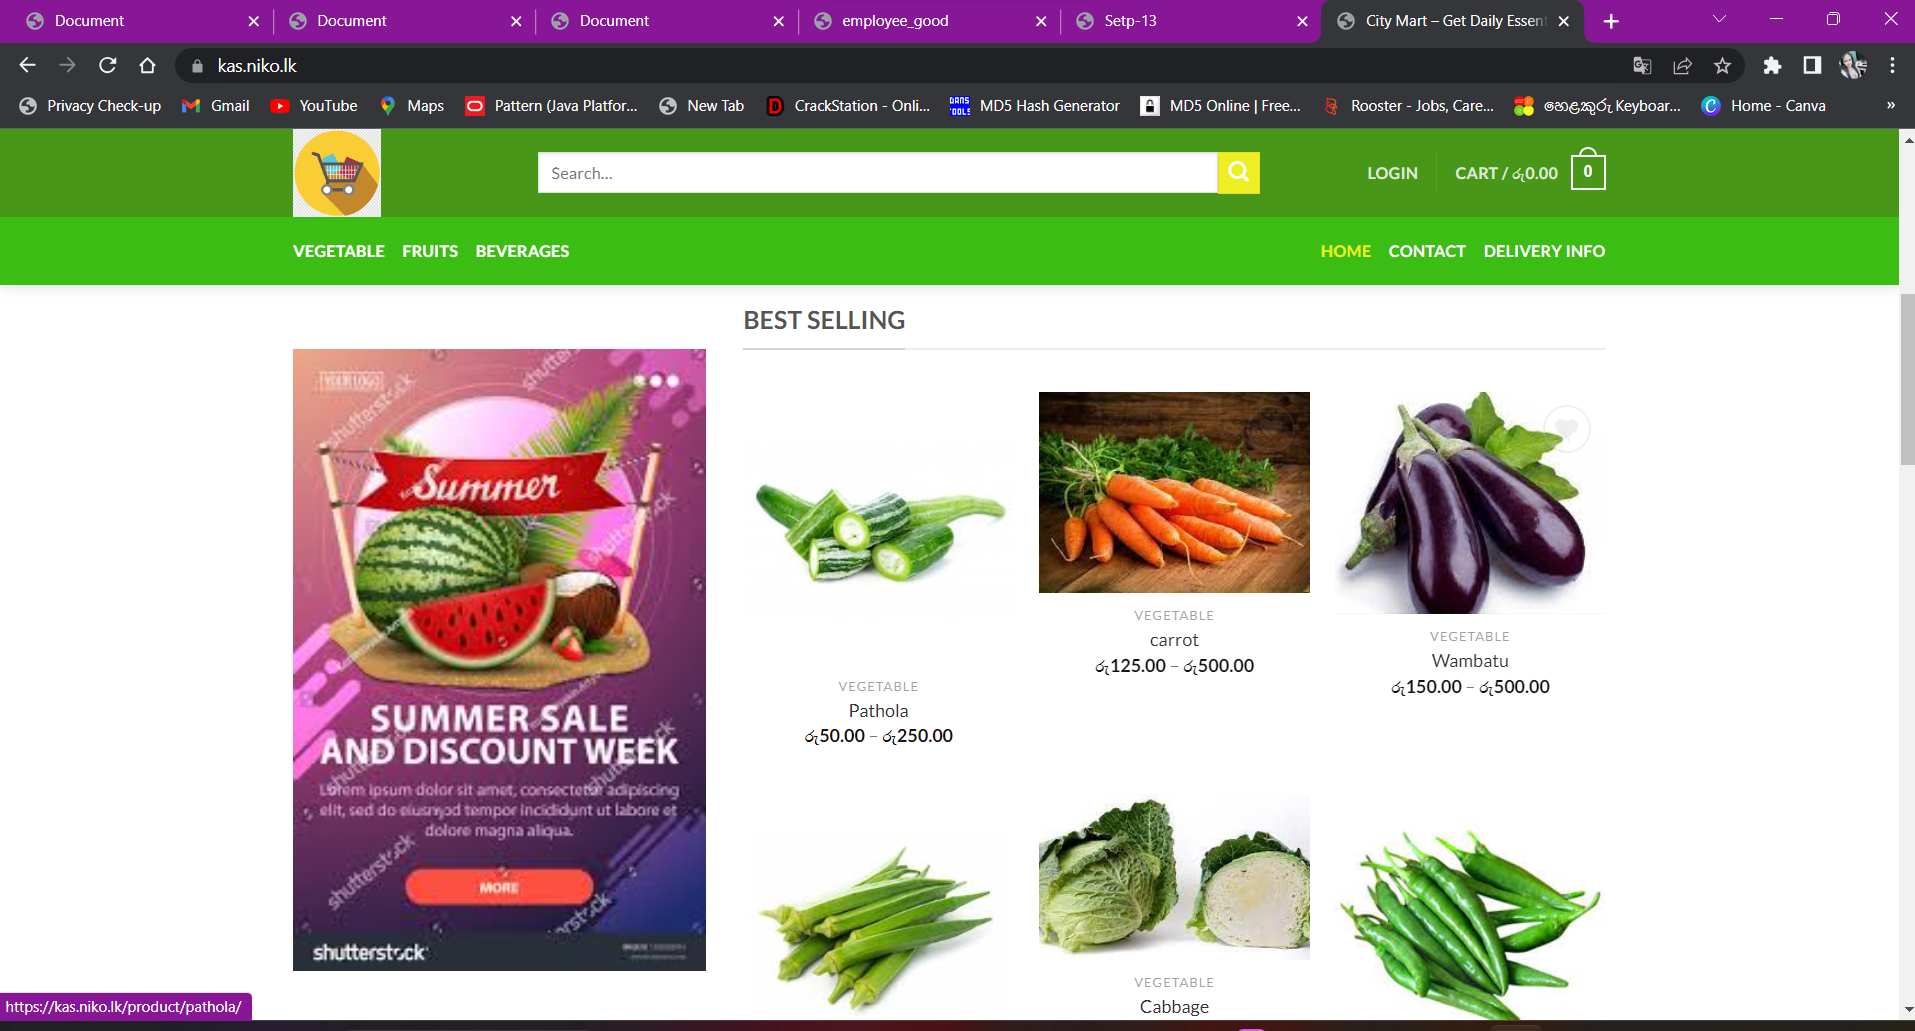 Document
Document
Document
employee_good
Setp-13
City Mart – Get Daily Essen
kas.niko.lk
Privacy Check-up
Gmail
YouTube
Maps
Pattern (Java Platfor...
New Tab
CrackStation - Onli...
MD5 Hash Generator
MD5 Online | Free...
Rooster - Jobs, Care...
හෙළකුරු Keyboar...
Home - Canva
»
Search...
LOGIN
CART / රු0.00
0
VEGETABLE
FRUITS
BEVERAGES
HOME
CONTACT
DELIVERY INFO
YOUR LOGO
Summer
SUMMER SALE
AND DISCOUNT WEEK
Lorem ipsum dolor sit amet, consectetur adipiscing
elit, sed do eiusmod tempor incididunt ut labore et
dolore magna aliqua.
MORE
shutterstock
BEST SELLING
VEGETABLE
Pathola
රු50.00 – රු250.00
VEGETABLE
carrot
රු125.00 – රු500.00
VEGETABLE
Wambatu
රු150.00 – රු500.00
VEGETABLE
Cabbage
https://kas.niko.lk/product/pathola/